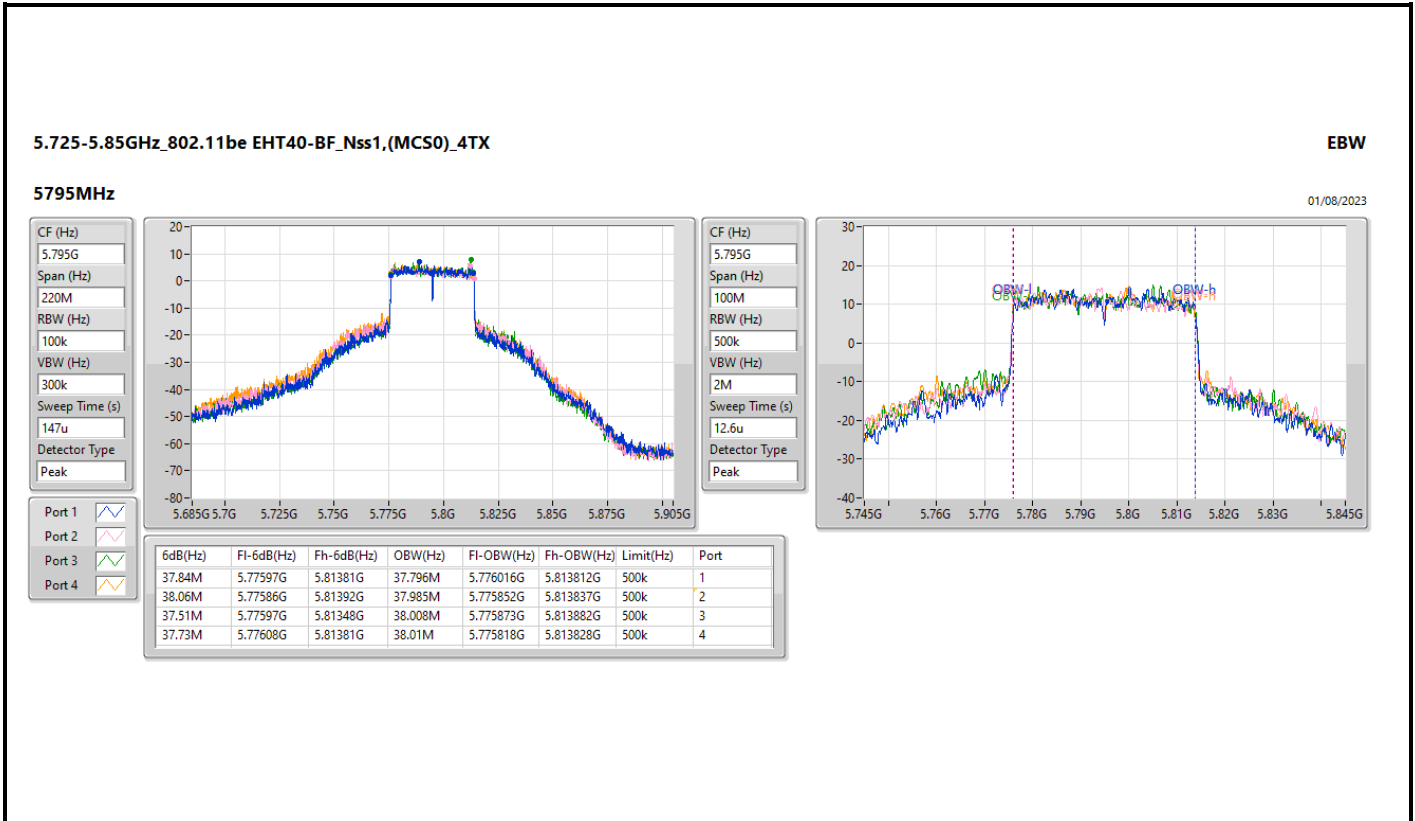 5.725-5.85GHz_802.11be EHT40-BF_Nss1,(MCS0)_4TX
EBW
5795MHz
01/08/2023
CF (Hz)
5.795G
Span (Hz)
220M
RBW (Hz)
100k
VBW (Hz)
300k
Sweep Time (s)
147u
Detector Type
Peak
20
10
0
-10
-20
-30
-40
-50
-60
-70
-80
5.685G 5.7G 5.725G 5.75G 5.775G 5.8G 5.825G 5.85G 5.875G 5.905G
CF (Hz)
5.795G
Span (Hz)
100M
RBW (Hz)
500k
VBW (Hz)
2M
Sweep Time (s)
12.6u
Detector Type
Peak
30
20
10
0
-10
-20
-30
-40
OBW-l OBW-h
5.745G 5.76G 5.77G 5.78G 5.79G 5.8G 5.81G 5.82G 5.83G 5.845G
Port 1
Port 2
Port 3
Port 4
6dB(Hz) Fl-6dB(Hz) Fh-6dB(Hz) OBW(Hz) Fl-OBW(Hz) Fh-OBW(Hz) Limit(Hz) Port
37.84M 5.77597G 5.81381G 37.796M 5.776016G 5.813812G 500k 1
38.06M 5.77586G 5.81392G 37.985M 5.775852G 5.813837G 500k 2
37.51M 5.77597G 5.81348G 38.008M 5.775873G 5.813882G 500k 3
37.73M 5.77608G 5.81381G 38.01M 5.775818G 5.813828G 500k 4